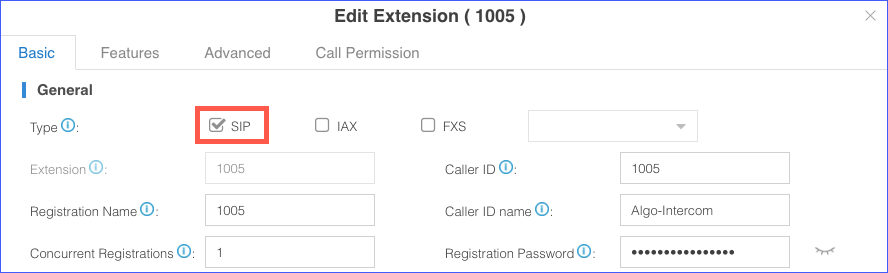 Edit Extension ( 1005 )
Basic Features Advanced Call Permission
General
Type : SIP IAX FXS
Extension : 1005 Caller ID : 1005
Registration Name : 1005 Caller ID name : Algo-Intercom
Concurrent Registrations : 1 Registration Password : ••••••••••••••••